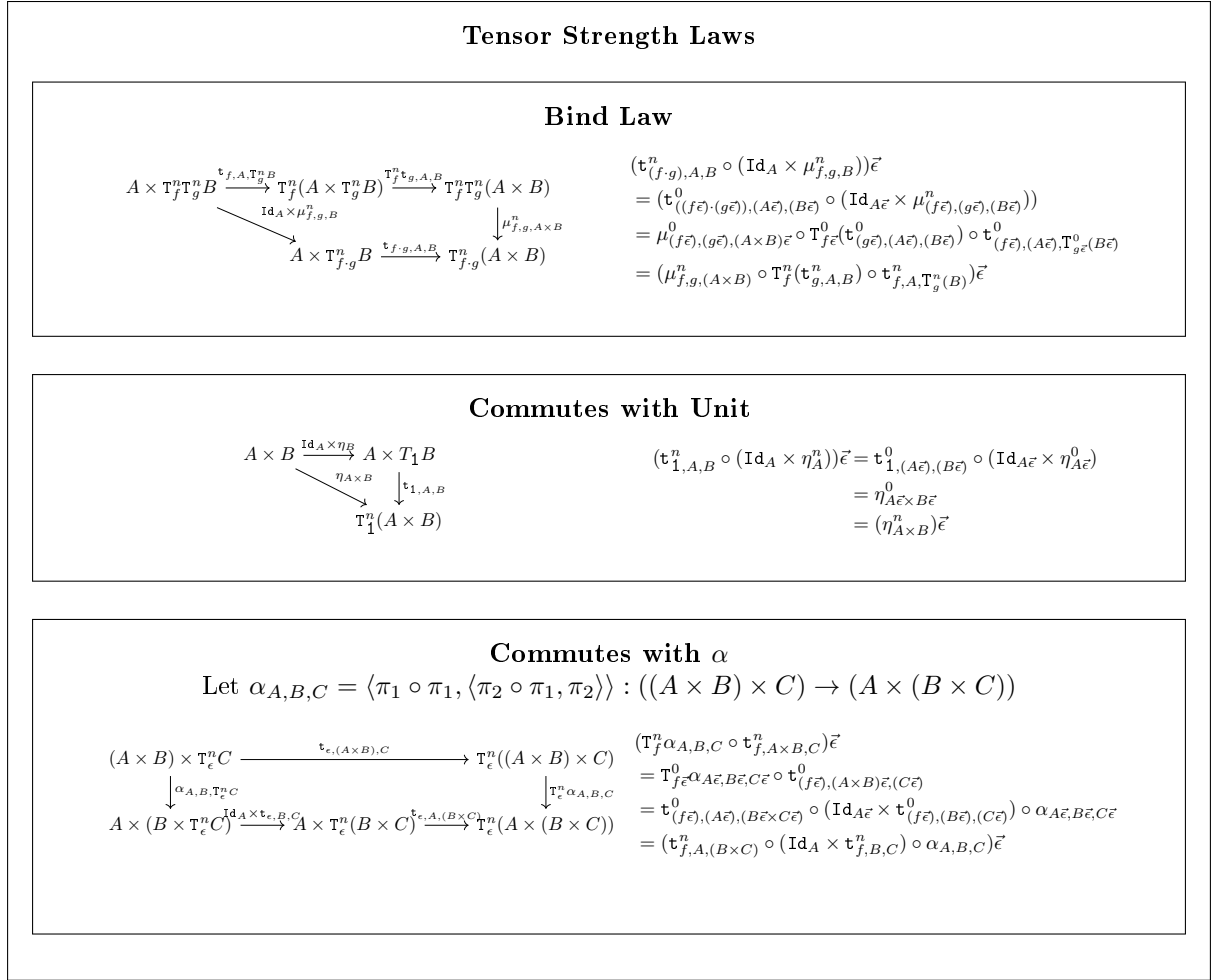 Tensor Strength Laws
Bind Law
A × T^n_f T^n_g B t_{f,A,T^n_g B} T^n_f(A × T^n_g B) T^n_f t_{g,A,B} T^n_f T^n_g(A × B)
Id_A×μ^n_{f,g,B} μ^n_{f,g,A×B}
A × T^n_{f·g} B t_{f·g,A,B} T^n_{f·g}(A × B)
(t^n_{(f·g),A,B} ∘ (Id_A × μ^n_{f,g,B}))ϵ⃗
= (t^0_{((fϵ⃗)·(gϵ⃗)),(Aϵ⃗),(Bϵ⃗)} ∘ (Id_{Aϵ⃗} × μ^n_{(fϵ⃗),(gϵ⃗),(Bϵ⃗)}))
= μ^0_{(fϵ⃗),(gϵ⃗),(A×B)ϵ⃗} ∘ T^0_{fϵ⃗}(t^0_{(gϵ⃗),(Aϵ⃗),(Bϵ⃗)}) ∘ t^0_{(fϵ⃗),(Aϵ⃗),T^0_{gϵ⃗}(Bϵ⃗)}
= (μ^n_{f,g,(A×B)} ∘ T^n_f(t^n_{g,A,B}) ∘ t^n_{f,A,T^n_g(B)})ϵ⃗
Commutes with Unit
A × B Id_A×η_B A × T_1 B
η_{A×B} t_{1,A,B}
T^n_1(A × B)
(t^n_{1,A,B} ∘ (Id_A × η^n_A))ϵ⃗ = t^0_{1,(Aϵ⃗),(Bϵ⃗)} ∘ (Id_{Aϵ⃗} × η^0_{Aϵ⃗})
= η^0_{Aϵ⃗×Bϵ⃗}
= (η^n_{A×B})ϵ⃗
Commutes with α
Let α_{A,B,C} = ⟨π_1 ∘ π_1, ⟨π_2 ∘ π_1, π_2⟩⟩ : ((A × B) × C) → (A × (B × C))
(A × B) × T^n_ϵ C t_{ϵ,(A×B),C} T^n_ϵ((A × B) × C)
α_{A,B,T^n_ϵ C} T^n_ϵ α_{A,B,C}
A × (B × T^n_ϵ C) Id_A×t_{ϵ,B,C} A × T^n_ϵ(B × C) t_{ϵ,A,(B×C)} T^n_ϵ(A × (B × C))
(T^n_f α_{A,B,C} ∘ t^n_{f,A×B,C})ϵ⃗
= T^0_{fϵ⃗} α_{Aϵ⃗,Bϵ⃗,Cϵ⃗} ∘ t^0_{(fϵ⃗),(A×B)ϵ⃗,(Cϵ⃗)}
= t^0_{(fϵ⃗),(Aϵ⃗),(Bϵ⃗×Cϵ⃗)} ∘ (Id_{Aϵ⃗} × t^0_{(fϵ⃗),(Bϵ⃗),(Cϵ⃗)}) ∘ α_{Aϵ⃗,Bϵ⃗,Cϵ⃗}
= (t^n_{f,A,(B×C)} ∘ (Id_A × t^n_{f,B,C}) ∘ α_{A,B,C})ϵ⃗